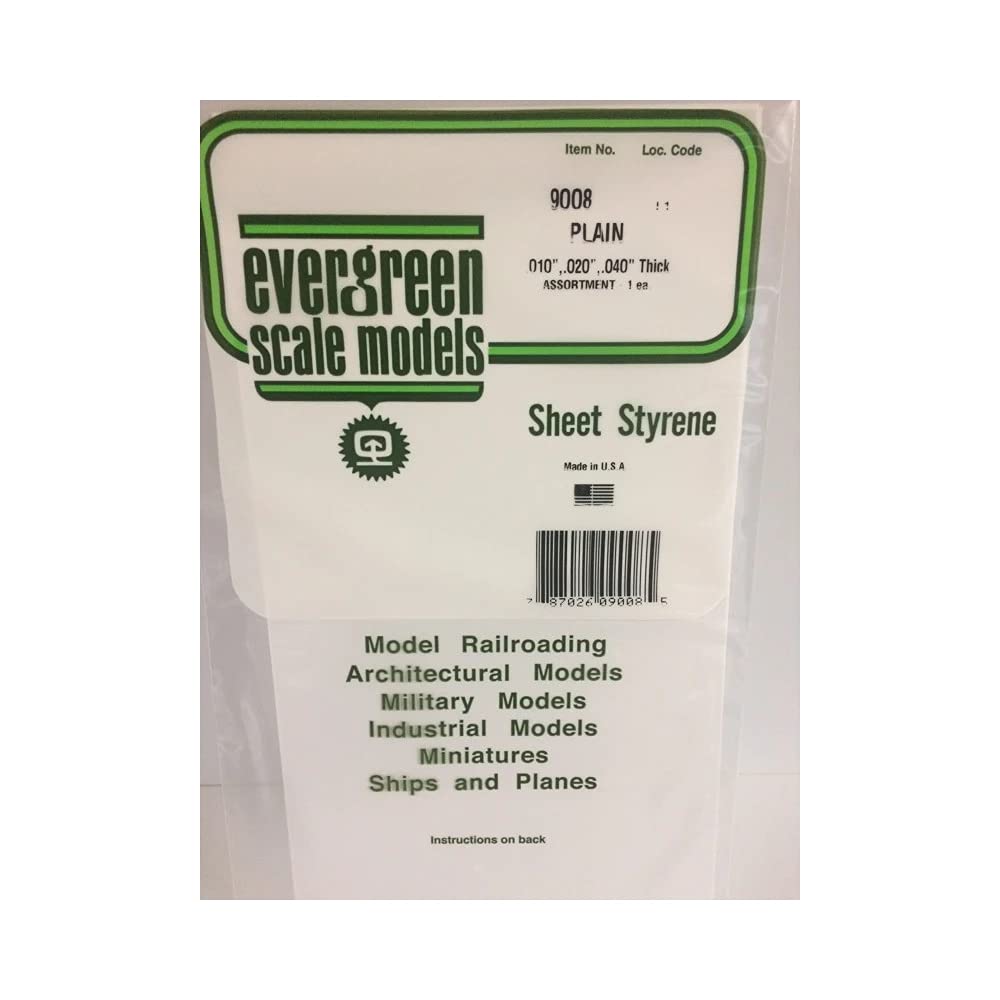 Item No. Loc. Code
9008
PLAIN
.010",.020",.040" Thick
ASSORTMENT - 1 ea
evergreen
scale models
Sheet Styrene
Made in U.S.A
7 87026 09008 5
Model Railroading
Architectural Models
Military Models
Industrial Models
Miniatures
Ships and Planes
Instructions on back